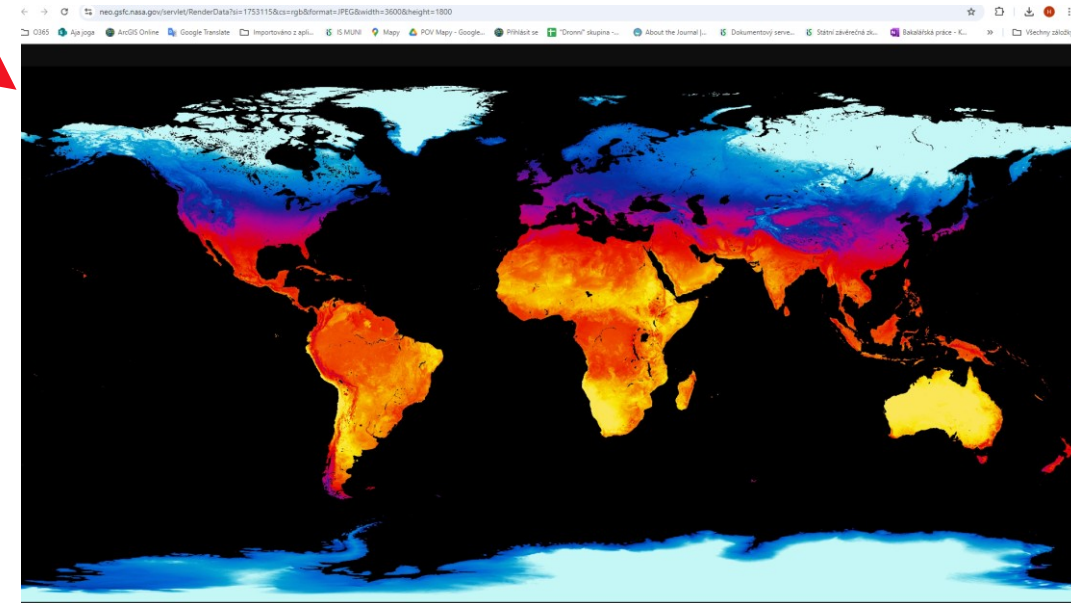 neo.gsfc.nasa.gov/servlet/RenderData?si=1753115&cs=rgb&format=JPEG&width=3600&height=1800
O365 Aja joga ArcGIS Online Google Translate Importováno z apli... IS MUNI Mapy POV Mapy - Google... Přihlásit se "Dronní" skupina -... About the Journal |... Dokumentový serve... Státní závěrečná zk... Bakalářská práce - K... » Všechny záložky